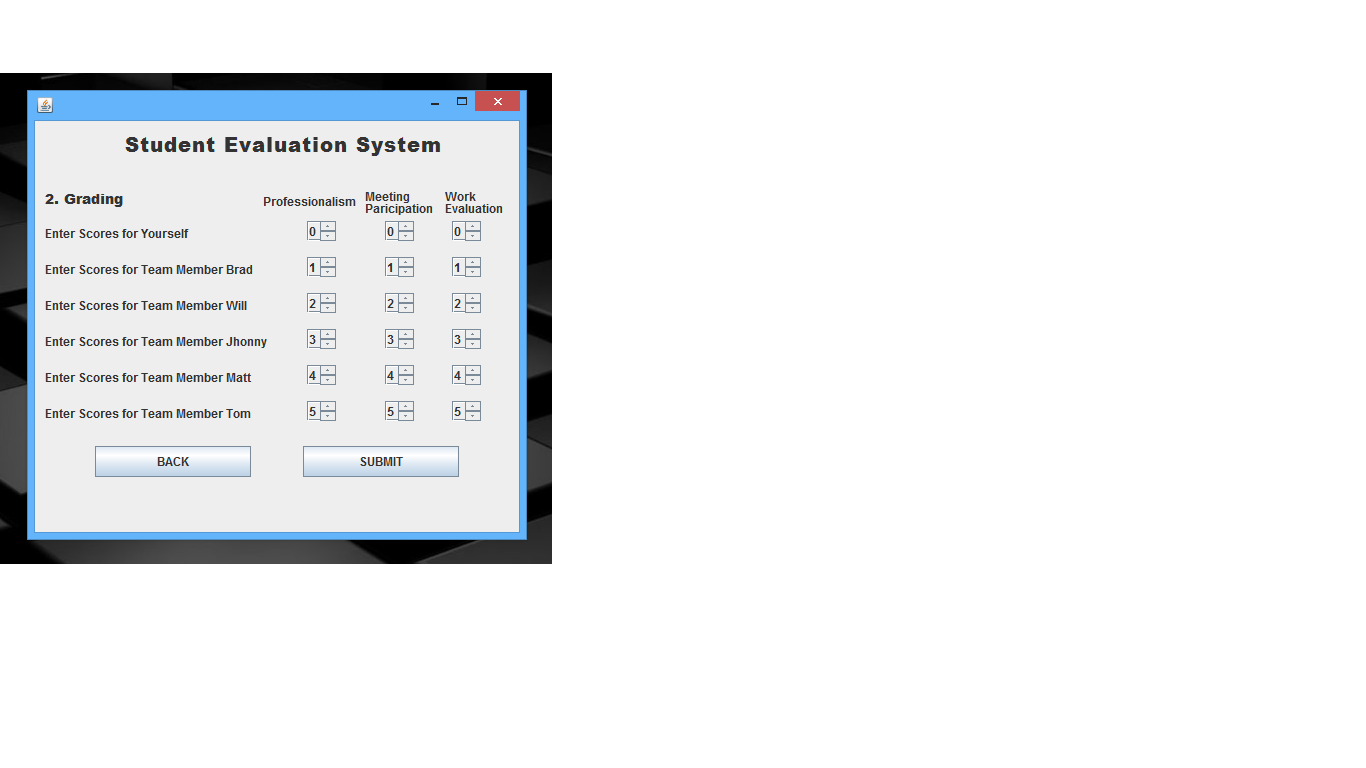 Student Evaluation System
2. Grading
Professionalism
Meeting
Paricipation
Work
Evaluation
Enter Scores for Yourself 0 0 0
Enter Scores for Team Member Brad 1 1 1
Enter Scores for Team Member Will 2 2 2
Enter Scores for Team Member Jhonny 3 3 3
Enter Scores for Team Member Matt 4 4 4
Enter Scores for Team Member Tom 5 5 5
BACK SUBMIT